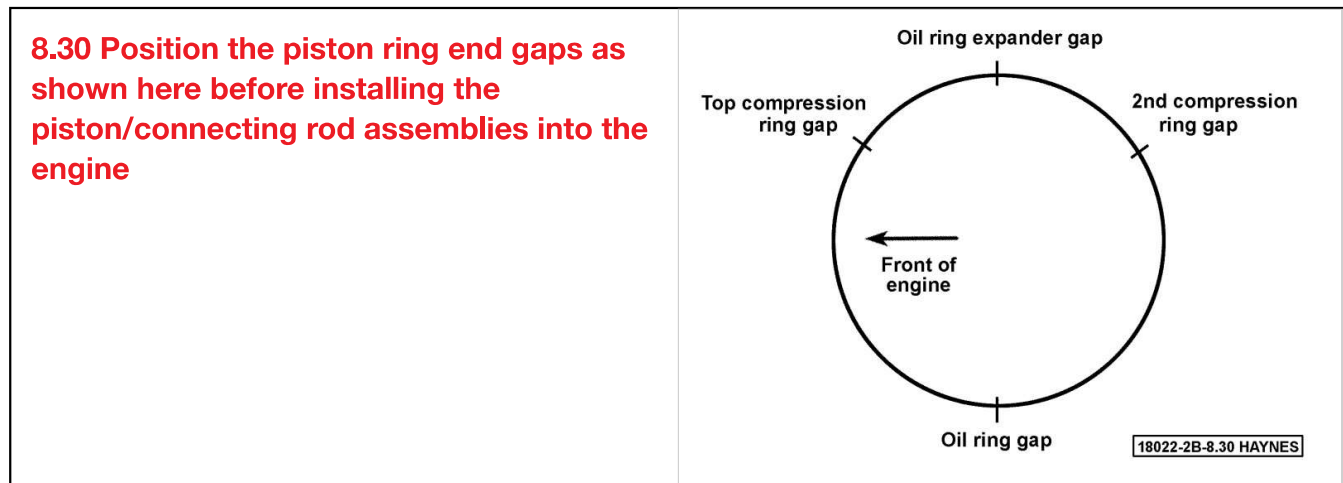 8.30 Position the piston ring end gaps as
shown here before installing the
piston/connecting rod assemblies into the
engine
Oil ring expander gap
Top compression
ring gap
2nd compression
ring gap
Front of
engine
Oil ring gap
18022-2B-8.30 HAYNES